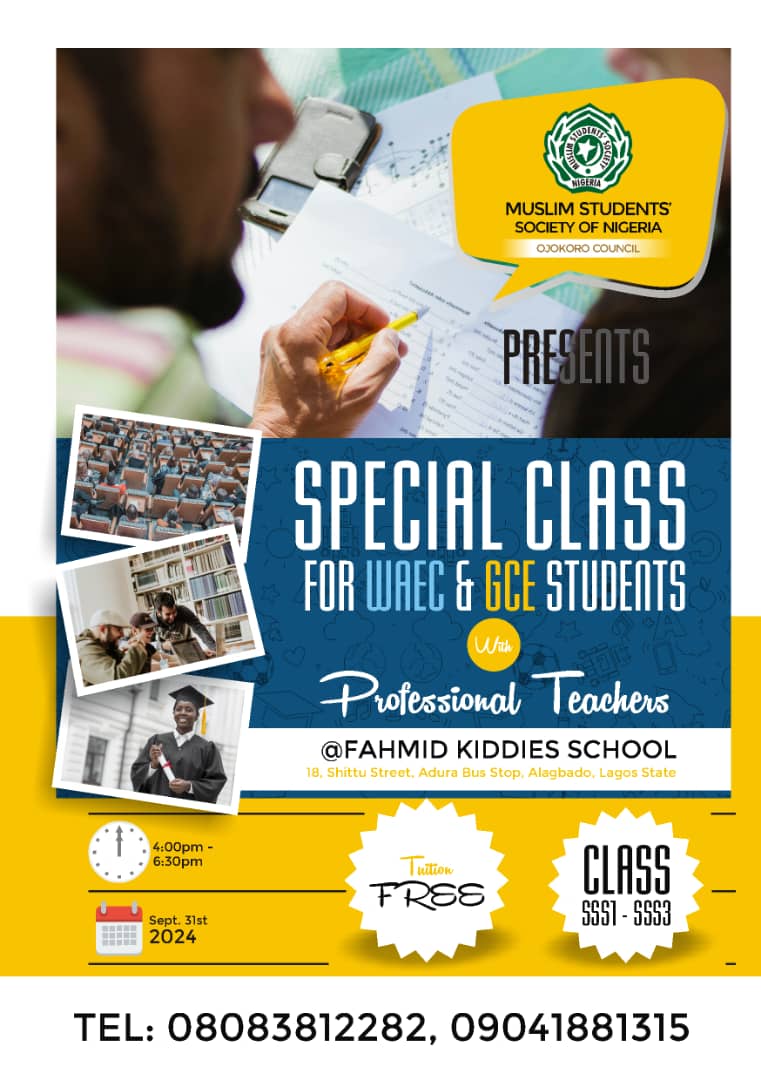 MUSLIM STUDENTS' SOCIETY
NIGERIA
MUSLIM STUDENTS'
SOCIETY OF NIGERIA
OJOKORO COUNCIL
PRESENTS
SPECIAL CLASS
FOR WAEC & GCE STUDENTS
With
Professional Teachers
@FAHMID KIDDIES SCHOOL
18, Shittu Street, Adura Bus Stop, Alagbado, Lagos State
4:00pm -
6:30pm
Sept. 31st
2024
Tuition
FREE
CLASS
SSS1 - SSS3
TEL: 08083812282, 09041881315